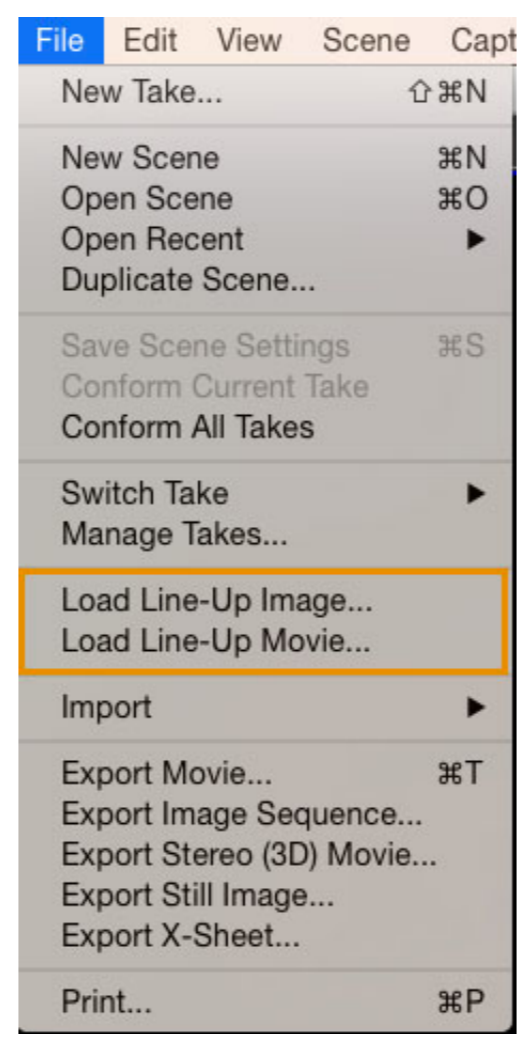 File Edit View Scene Capt
New Take... ⇧⌘N
New Scene ⌘N
Open Scene ⌘O
Open Recent ▶
Duplicate Scene...
Save Scene Settings ⌘S
Conform Current Take
Conform All Takes
Switch Take ▶
Manage Takes...
Load Line-Up Image...
Load Line-Up Movie...
Import ▶
Export Movie... ⌘T
Export Image Sequence...
Export Stereo (3D) Movie...
Export Still Image...
Export X-Sheet...
Print... ⌘P